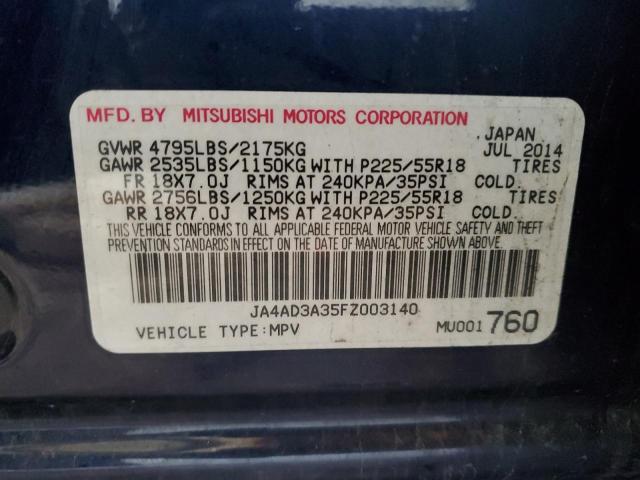 MFD. BY MITSUBISHI MOTORS CORPORATION
JAPAN
GVWR 4795LBS/2175KG JUL 2014
GAWR 2535LBS/1150KG WITH P225/55R18 TIRES
FR 18X7.0J RIMS AT 240KPA/35PSI COLD.
GAWR 2756LBS/1250KG WITH P225/55R18 TIRES
RR 18X7.0J RIMS AT 240KPA/35PSI COLD.
THIS VEHICLE CONFORMS TO ALL APPLICABLE FEDERAL MOTOR VEHICLE SAFETY AND THEFT
PREVENTION STANDARDS IN EFFECT ON THE DATE OF MANUFACTURE SHOWN ABOVE.
JA4AD3A35FZ003140
VEHICLE TYPE:MPV MU001 760